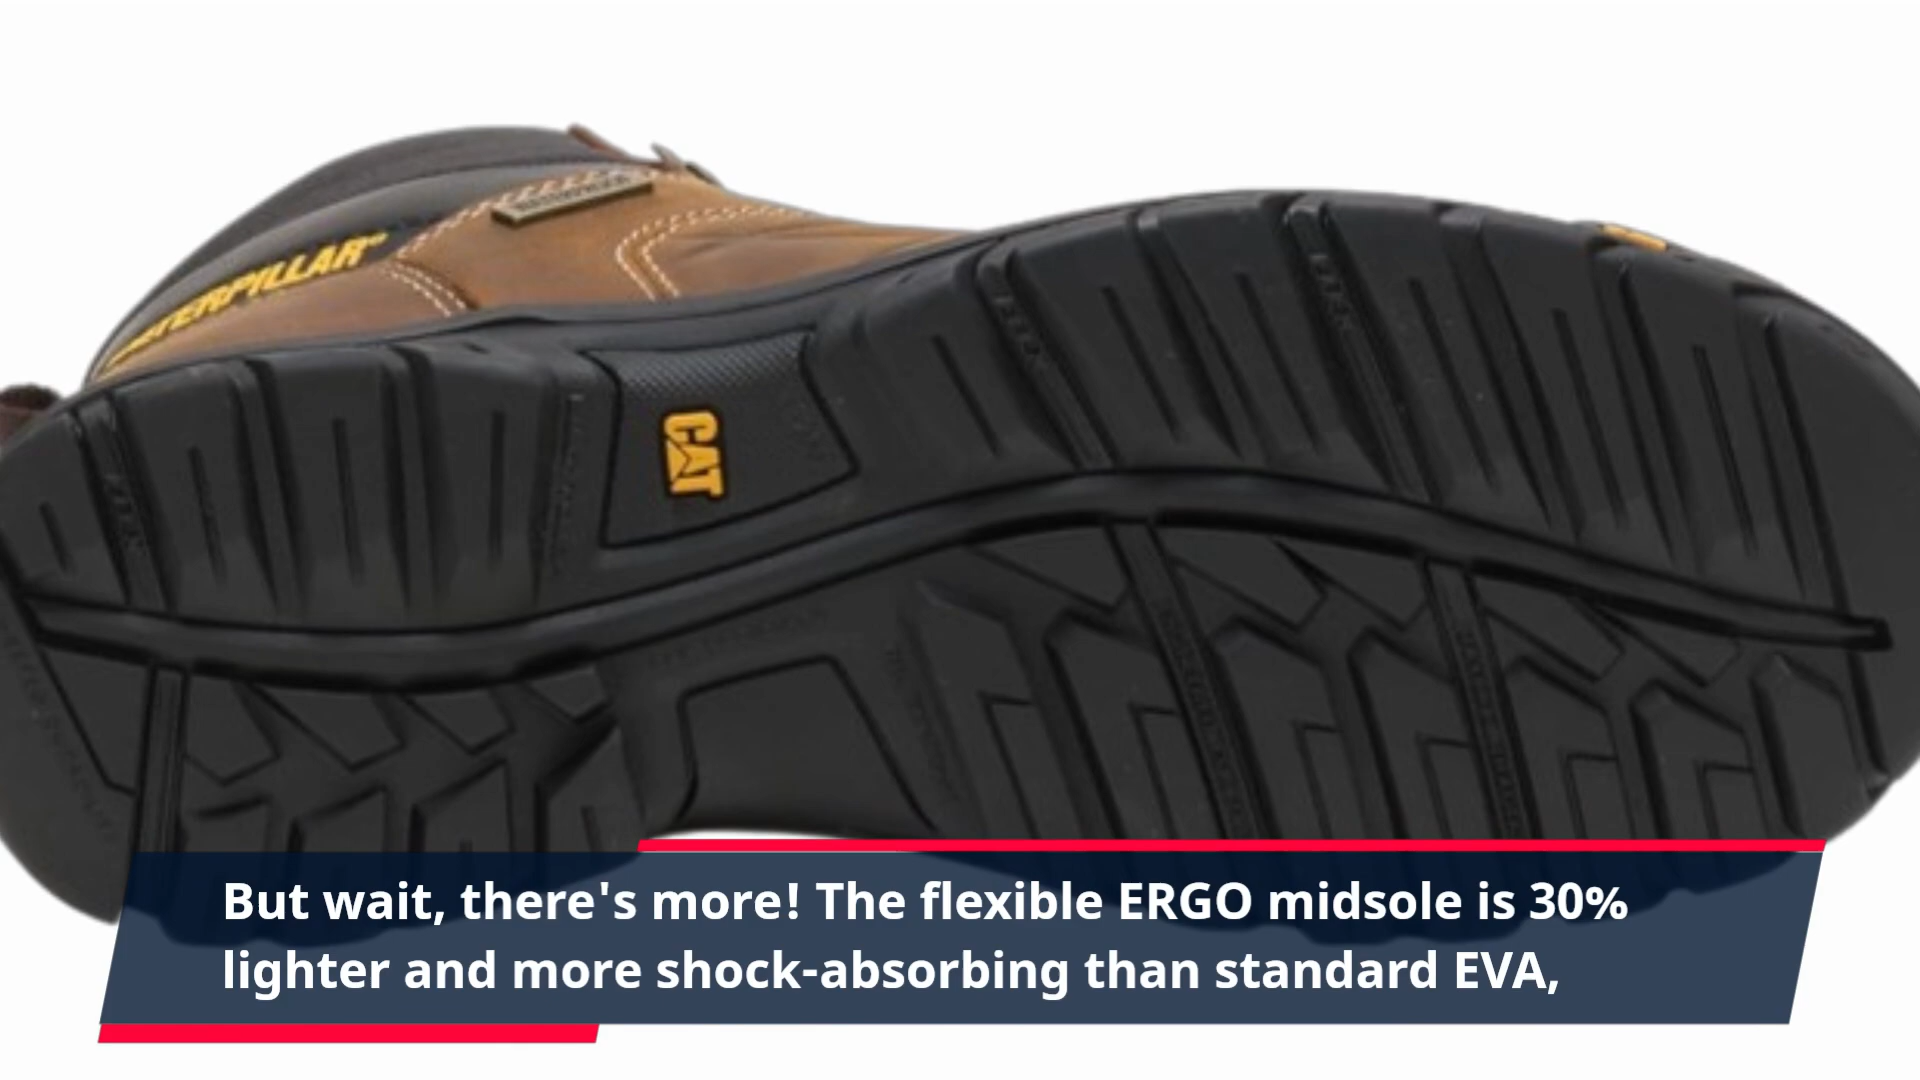 TERPILLAR
CAT
But wait, there's more! The flexible ERGO midsole is 30%
lighter and more shock-absorbing than standard EVA,